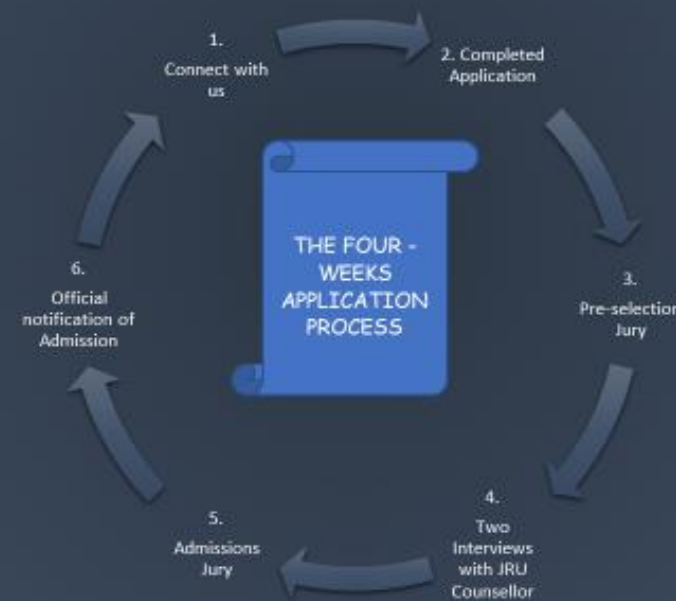 1.
Connect with
us
2. Completed
Application
3.
Pre-selection
Jury
4.
Two
Interviews
with JRU
Counsellor
5.
Admissions
Jury
6.
Official
notification of
Admission
THE FOUR -
WEEKS
APPLICATION
PROCESS